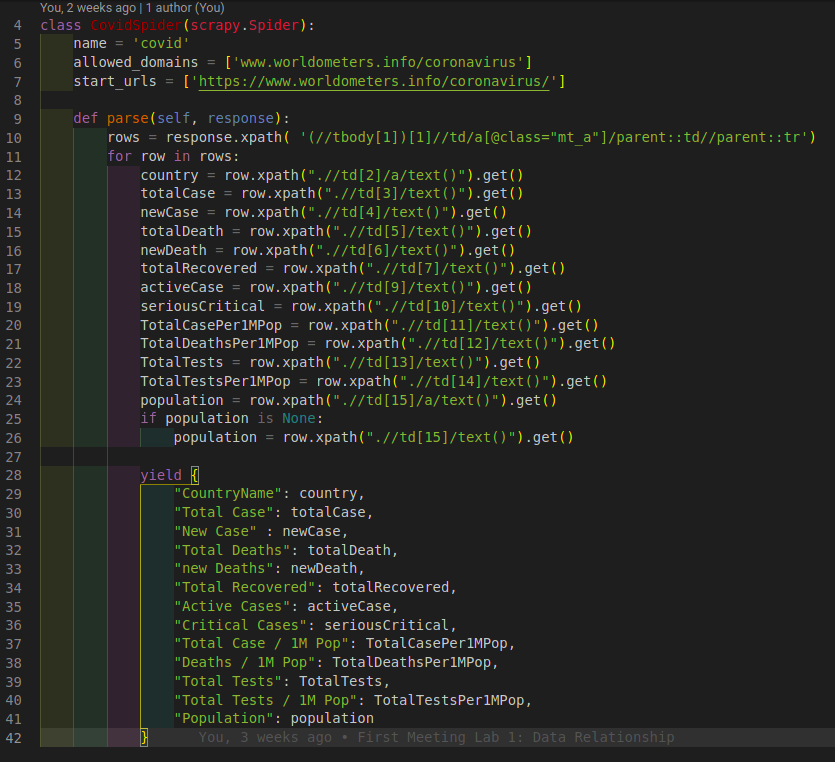 You, 2 weeks ago | 1 author (You)
4 class CovidSpider(scrapy.Spider):
5     name = 'covid'
6     allowed_domains = ['www.worldometers.info/coronavirus']
7     start_urls = ['https://www.worldometers.info/coronavirus/']
8
9     def parse(self, response):
10         rows = response.xpath( '(//tbody[1])[1]//td/a[@class="mt_a"]/parent::td//parent::tr')
11         for row in rows:
12             country = row.xpath(".//td[2]/a/text()").get()
13             totalCase = row.xpath(".//td[3]/text()").get()
14             newCase = row.xpath(".//td[4]/text()").get()
15             totalDeath = row.xpath(".//td[5]/text()").get()
16             newDeath = row.xpath(".//td[6]/text()").get()
17             totalRecovered = row.xpath(".//td[7]/text()").get()
18             activeCase = row.xpath(".//td[9]/text()").get()
19             seriousCritical = row.xpath(".//td[10]/text()").get()
20             TotalCasePer1MPop = row.xpath(".//td[11]/text()").get()
21             TotalDeathsPer1MPop = row.xpath(".//td[12]/text()").get()
22             TotalTests = row.xpath(".//td[13]/text()").get()
23             TotalTestsPer1MPop = row.xpath(".//td[14]/text()").get()
24             population = row.xpath(".//td[15]/a/text()").get()
25             if population is None:
26                 population = row.xpath(".//td[15]/text()").get()
27
28             yield {
29                 "CountryName": country,
30                 "Total Case": totalCase,
31                 "New Case" : newCase,
32                 "Total Deaths": totalDeath,
33                 "new Deaths": newDeath,
34                 "Total Recovered": totalRecovered,
35                 "Active Cases": activeCase,
36                 "Critical Cases": seriousCritical,
37                 "Total Case / 1M Pop": TotalCasePer1MPop,
38                 "Deaths / 1M Pop": TotalDeathsPer1MPop,
39                 "Total Tests": TotalTests,
40                 "Total Tests / 1M Pop": TotalTestsPer1MPop,
41                 "Population": population
42             }      You, 3 weeks ago • First Meeting Lab 1: Data Relationship